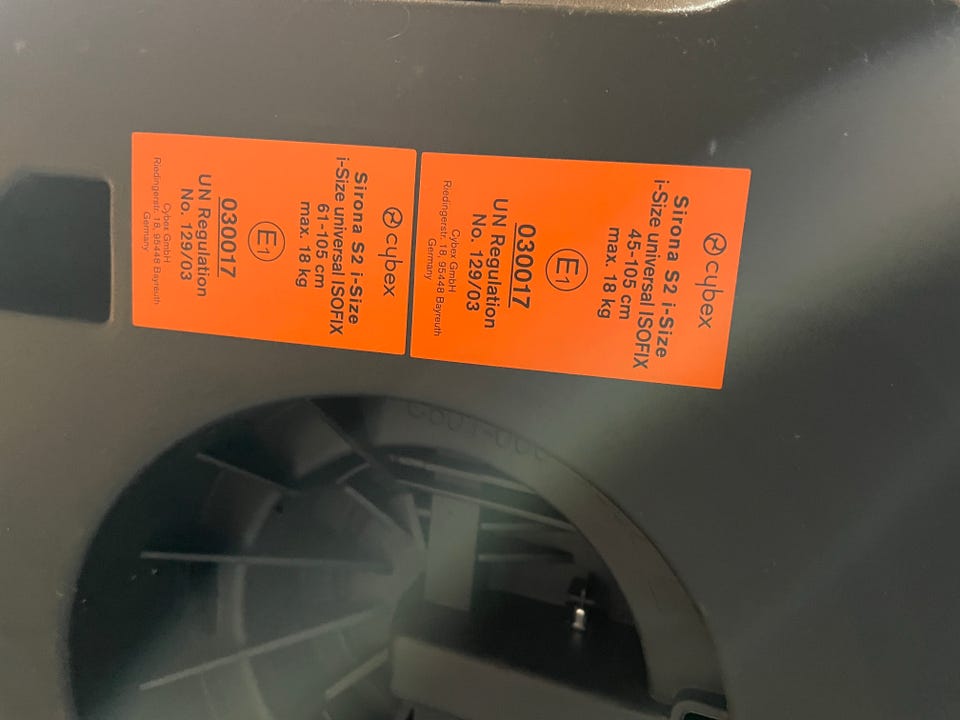 cybex
Sirona S2 i-Size
i-Size universal ISOFIX
45-105 cm
max. 18 kg
E1
030017
UN Regulation
No. 129/03
Cybex GmbH
Riedingerstr. 18, 95448 Bayreuth
Germany
cybex
Sirona S2 i-Size
i-Size universal ISOFIX
61-105 cm
max. 18 kg
E1
030017
UN Regulation
No. 129/03
Cybex GmbH
Riedingerstr. 18, 95448 Bayreuth
Germany